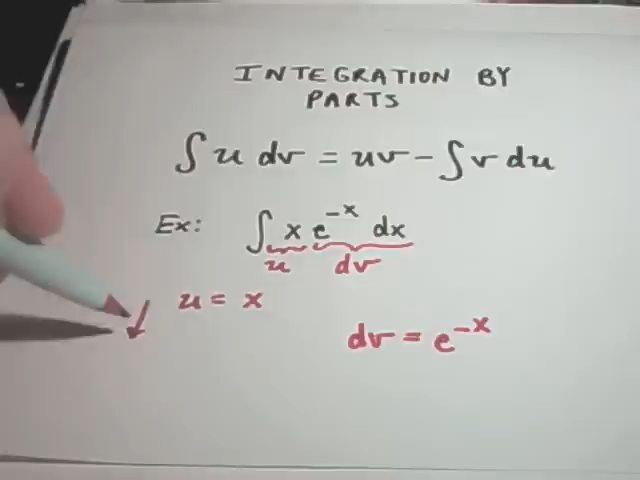 INTEGRATION BY
PARTS
∫ u dv = uv - ∫ v du
Ex: ∫ x e^-x dx
u dv
u = x
dv = e^-x